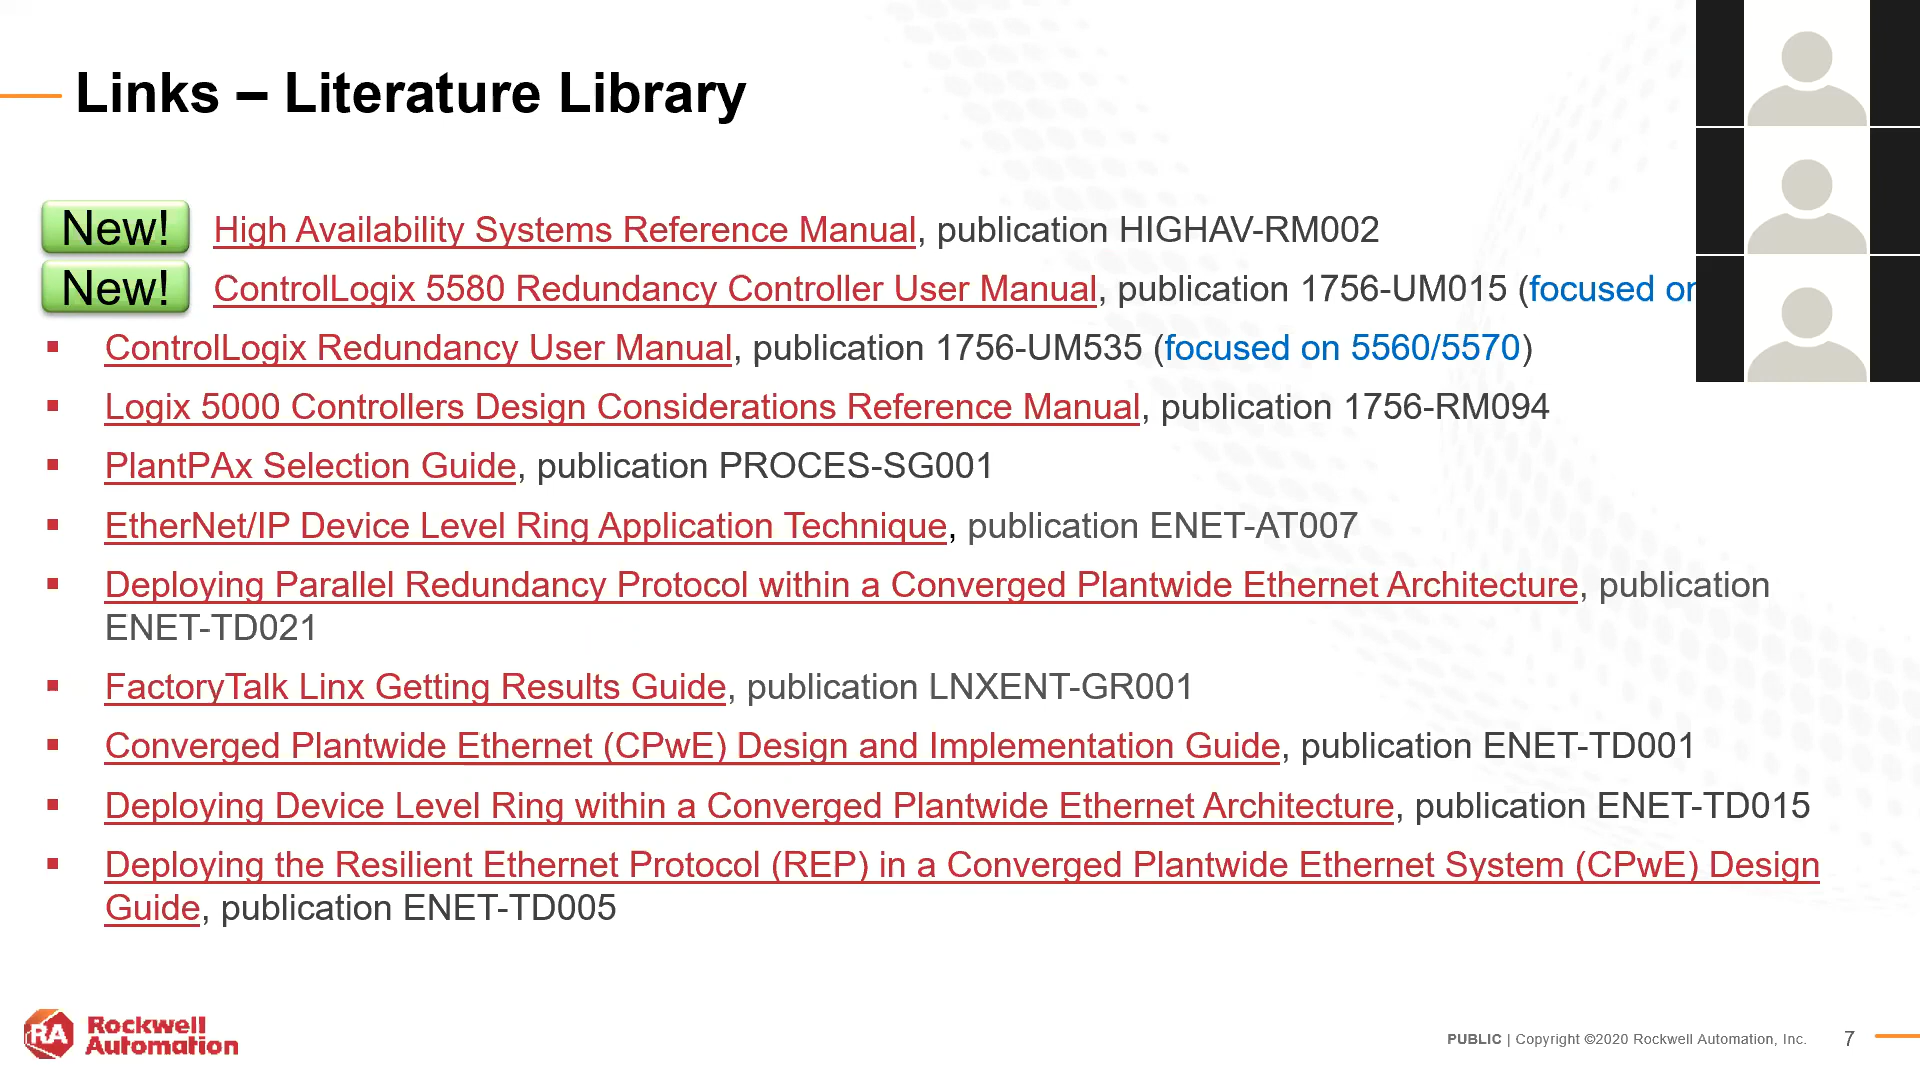 Links – Literature Library
New! High Availability Systems Reference Manual, publication HIGHAV-RM002
New! ControlLogix 5580 Redundancy Controller User Manual, publication 1756-UM015 (focused
▪ ControlLogix Redundancy User Manual, publication 1756-UM535 (focused on 5560/5570)
▪ Logix 5000 Controllers Design Considerations Reference Manual, publication 1756-RM094
▪ PlantPAx Selection Guide, publication PROCES-SG001
▪ EtherNet/IP Device Level Ring Application Technique, publication ENET-AT007
▪ Deploying Parallel Redundancy Protocol within a Converged Plantwide Ethernet Architecture, publication
ENET-TD021
▪ FactoryTalk Linx Getting Results Guide, publication LNXENT-GR001
▪ Converged Plantwide Ethernet (CPwE) Design and Implementation Guide, publication ENET-TD001
▪ Deploying Device Level Ring within a Converged Plantwide Ethernet Architecture, publication ENET-TD015
▪ Deploying the Resilient Ethernet Protocol (REP) in a Converged Plantwide Ethernet System (CPwE) Design
Guide, publication ENET-TD005
RA Rockwell
Automation
PUBLIC | Copyright ©2020 Rockwell Automation, Inc. 7